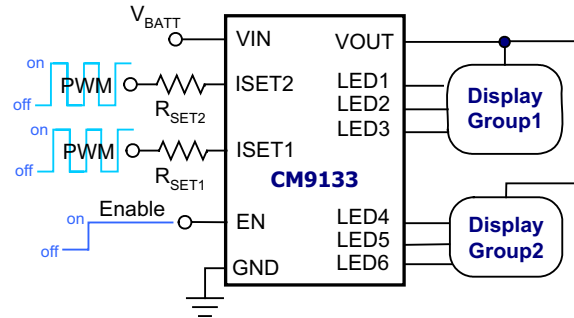 VBATT
VIN
VOUT
on
PWM
off
ISET2
RSET2
LED1
LED2
LED3
Display
Group1
on
PWM
off
ISET1
RSET1
CM9133
on
Enable
off
EN
GND
LED4
LED5
LED6
Display
Group2